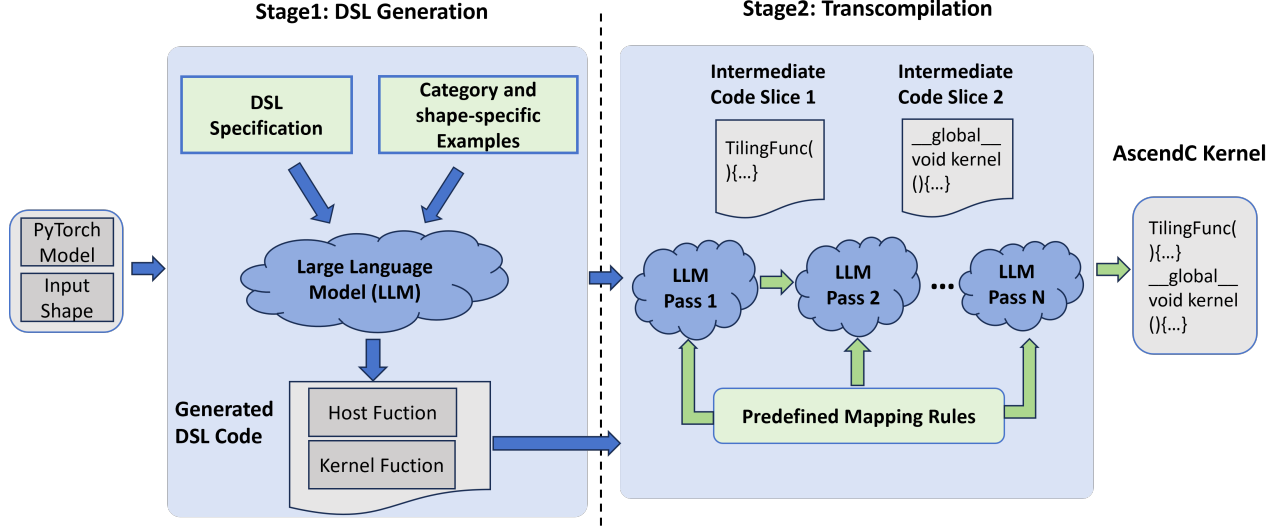 Stage1: DSL Generation
Stage2: Transcompilation
DSL
Specification
Category and
shape-specific
Examples
PyTorch
Model
Input
Shape
Large Language
Model (LLM)
Generated
DSL Code
Host Fuction
Kernel Fuction
Intermediate
Code Slice 1
TilingFunc(
){...}
Intermediate
Code Slice 2
__global__
void kernel
(){...}
LLM
Pass 1
LLM
Pass 2
...
LLM
Pass N
Predefined Mapping Rules
AscendC Kernel
TilingFunc(
){...}
__global__
void kernel
(){...}